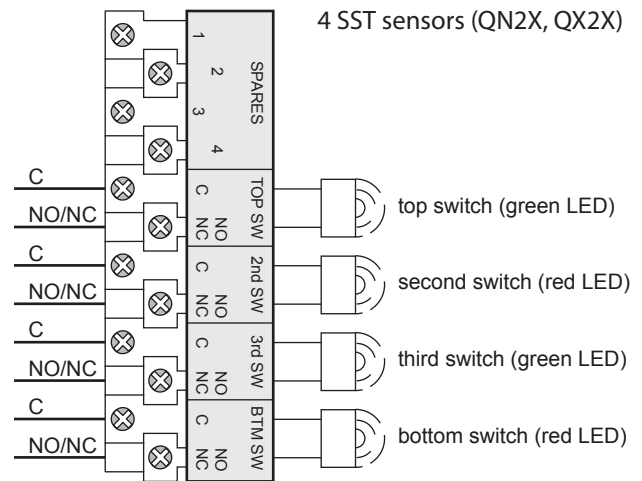 4 SST sensors (QN2X, QX2X)
1
2
3
4
SPARES
C
NO/NC
C
NO
NC
TOP SW
top switch (green LED)
C
NO/NC
C
NO
NC
2nd SW
second switch (red LED)
C
NO/NC
C
NO
NC
3rd SW
third switch (green LED)
C
NO/NC
C
NO
NC
BTM SW
bottom switch (red LED)